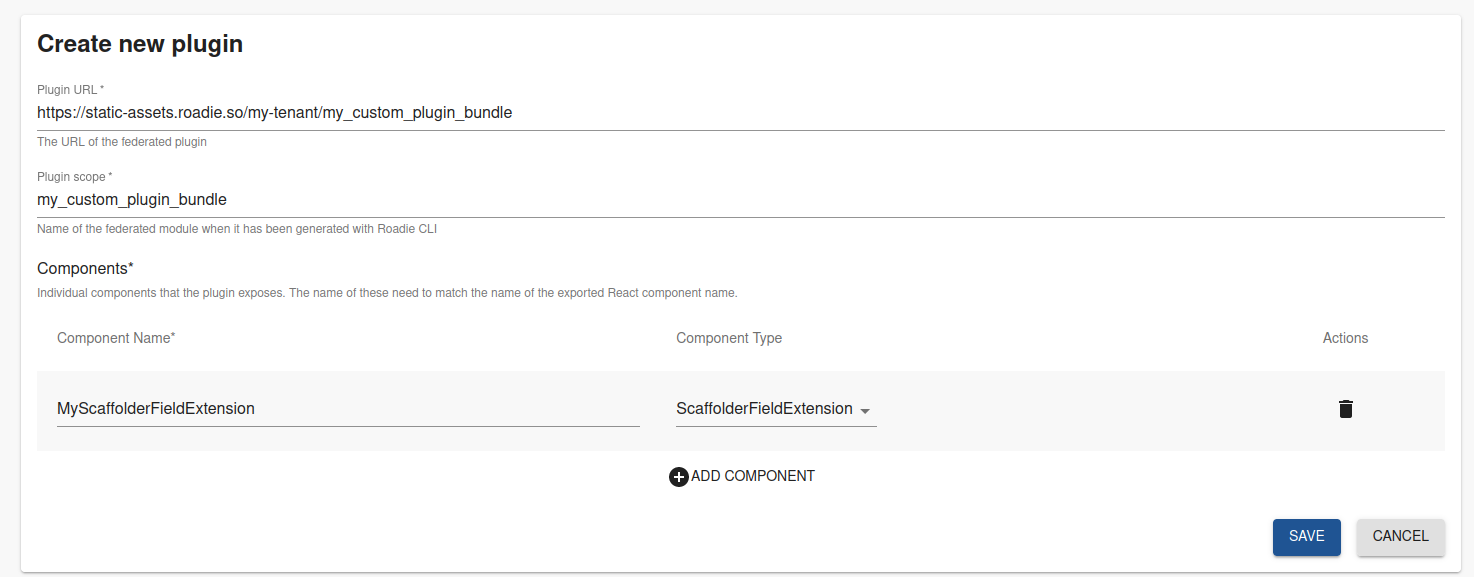 Create new plugin
Plugin URL *
https://static-assets.roadie.so/my-tenant/my_custom_plugin_bundle
The URL of the federated plugin
Plugin scope *
my_custom_plugin_bundle
Name of the federated module when it has been generated with Roadie CLI
Components*
Individual components that the plugin exposes. The name of these need to match the name of the exported React component name.
Component Name* Component Type Actions
MyScaffolderFieldExtension ScaffolderFieldExtension
ADD COMPONENT
SAVE CANCEL